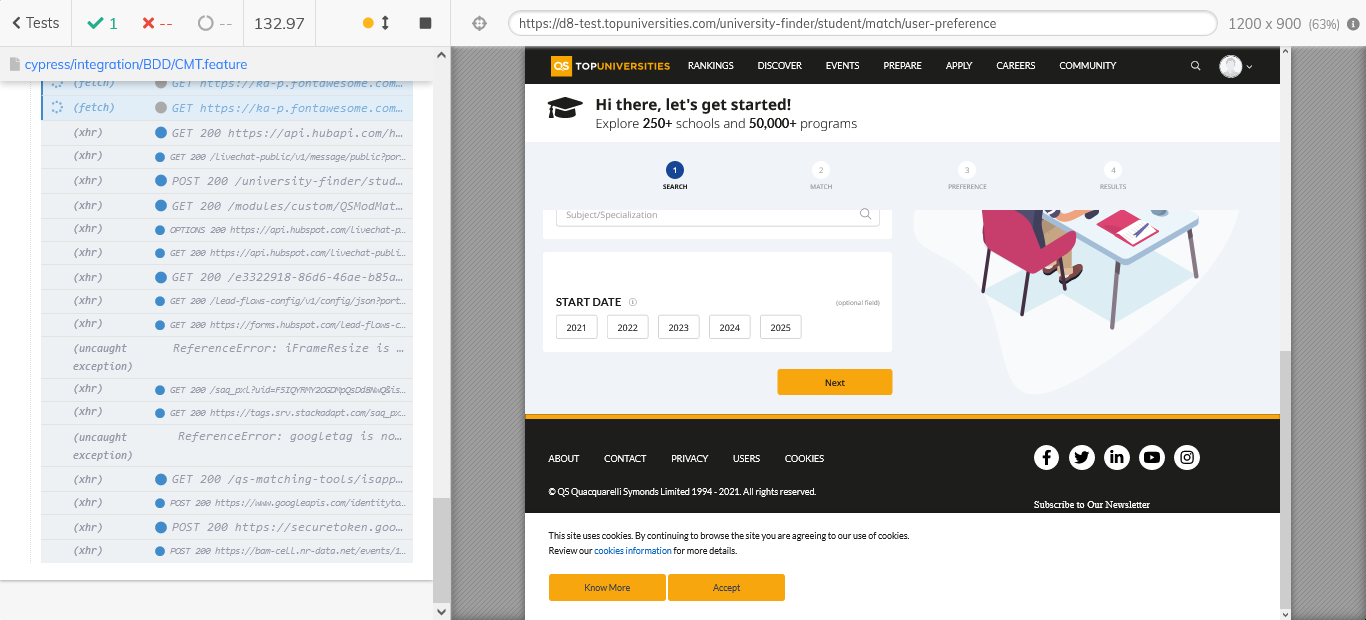 Tests
1
--
--
132.97
https://d8-test.topuniversities.com/university-finder/student/match/user-preference
1200 x 900 (63%)
cypress/integration/BDD/CMT.feature
(fetch) GET https://ka-p.fontawesome.com...
(fetch) GET https://ka-p.fontawesome.com...
(xhr) GET 200 https://api.hubapi.com/h...
(xhr) GET 200 /livechat-public/v1/message/public?por...
(xhr) POST 200 /university-finder/stud...
(xhr) GET 200 /modules/custom/QSModMat...
(xhr) OPTIONS 200 https://api.hubspot.com/livechat-p...
(xhr) GET 200 https://api.hubspot.com/livechat-publi...
(xhr) GET 200 /e3322918-86d6-46ae-b85a...
(xhr) GET 200 /lead-flows-config/v1/config/json?port...
(xhr) GET 200 https://forms.hubspot.com/lead-flows-c...
(uncaught exception) ReferenceError: iFrameResize is ...
(xhr) GET 200 /saq_pxl?uid=F5IQYRMY2OGDMpQsDd8NwQ&is...
(xhr) GET 200 https://tags.srv.stackadapt.com/saq_px...
(uncaught exception) ReferenceError: googletag is no...
(xhr) GET 200 /qs-matching-tools/isapp...
(xhr) POST 200 https://www.googleapis.com/identityto...
(xhr) POST 200 https://securetoken.goo...
(xhr) POST 200 https://bam-cell.nr-data.net/events/1...
QS TOPUNIVERSITIES
RANKINGS
DISCOVER
EVENTS
PREPARE
APPLY
CAREERS
COMMUNITY
Hi there, let's get started!
Explore 250+ schools and 50,000+ programs
1
2
3
4
SEARCH
MATCH
PREFERENCE
RESULTS
Subject/Specialization
START DATE
(optional field)
2021
2022
2023
2024
2025
Next
ABOUT
CONTACT
PRIVACY
USERS
COOKIES
© QS Quacquarelli Symonds Limited 1994 - 2021. All rights reserved.
Subscribe to Our Newsletter
This site uses cookies. By continuing to browse the site you are agreeing to our use of cookies.
Review our cookies information for more details.
Know More
Accept